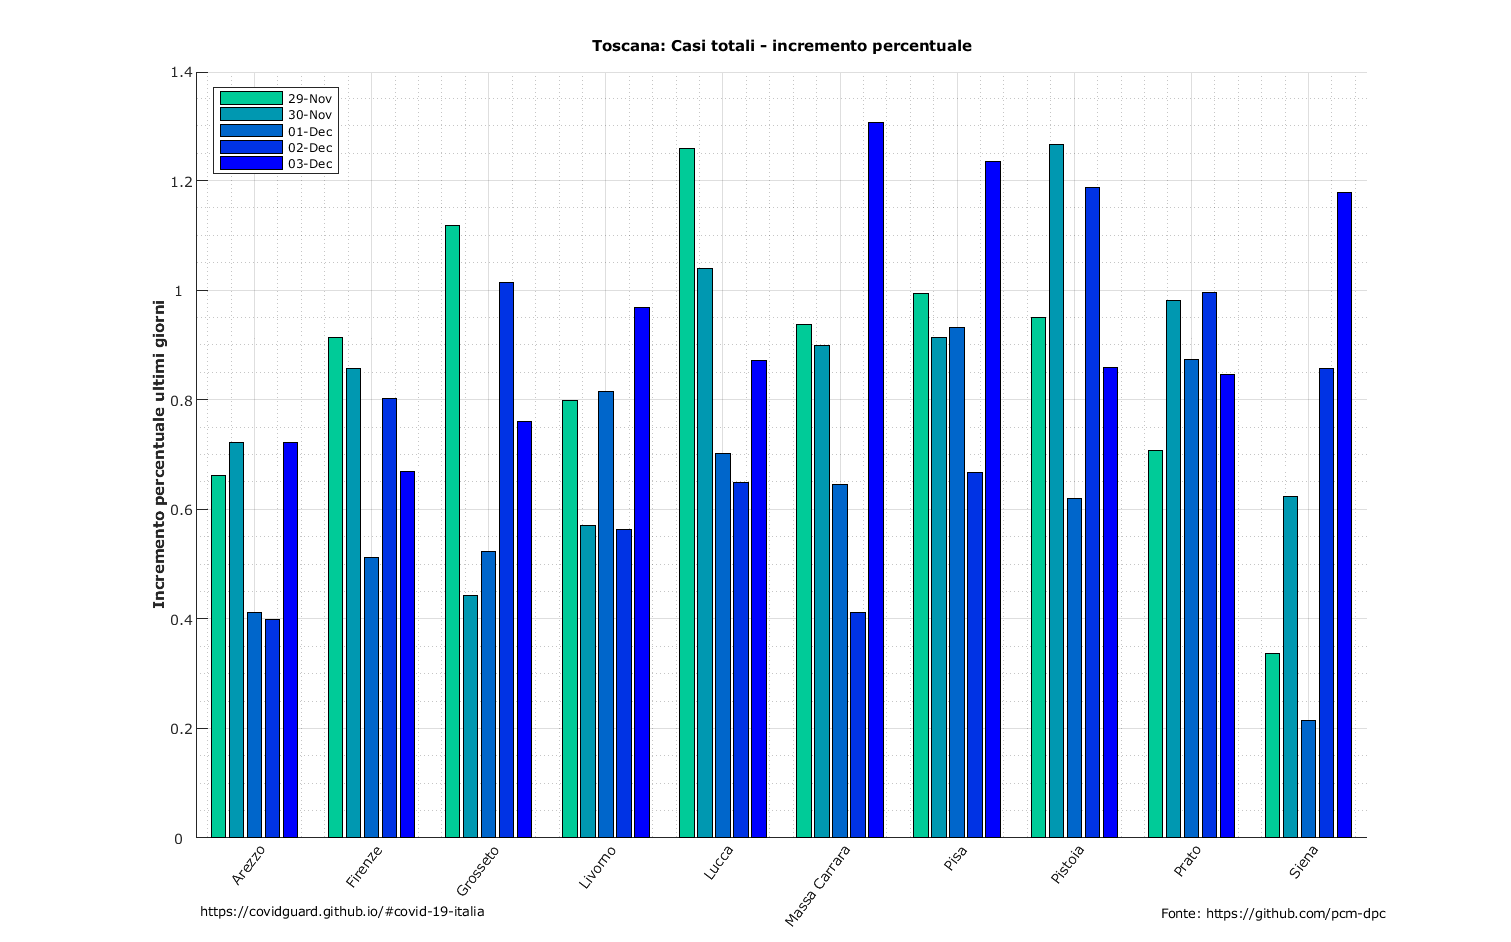 Toscana: Casi totali - incremento percentuale
1.4
1.2
1
0.8
0.6
0.4
0.2
0
Incremento percentuale ultimi giorni
29-Nov
30-Nov
01-Dec
02-Dec
03-Dec
Arezzo
Firenze
Grosseto
Livorno
Lucca
Massa Carrara
Pisa
Pistoia
Prato
Siena
https://covidguard.github.io/#covid-19-italia
Fonte: https://github.com/pcm-dpc